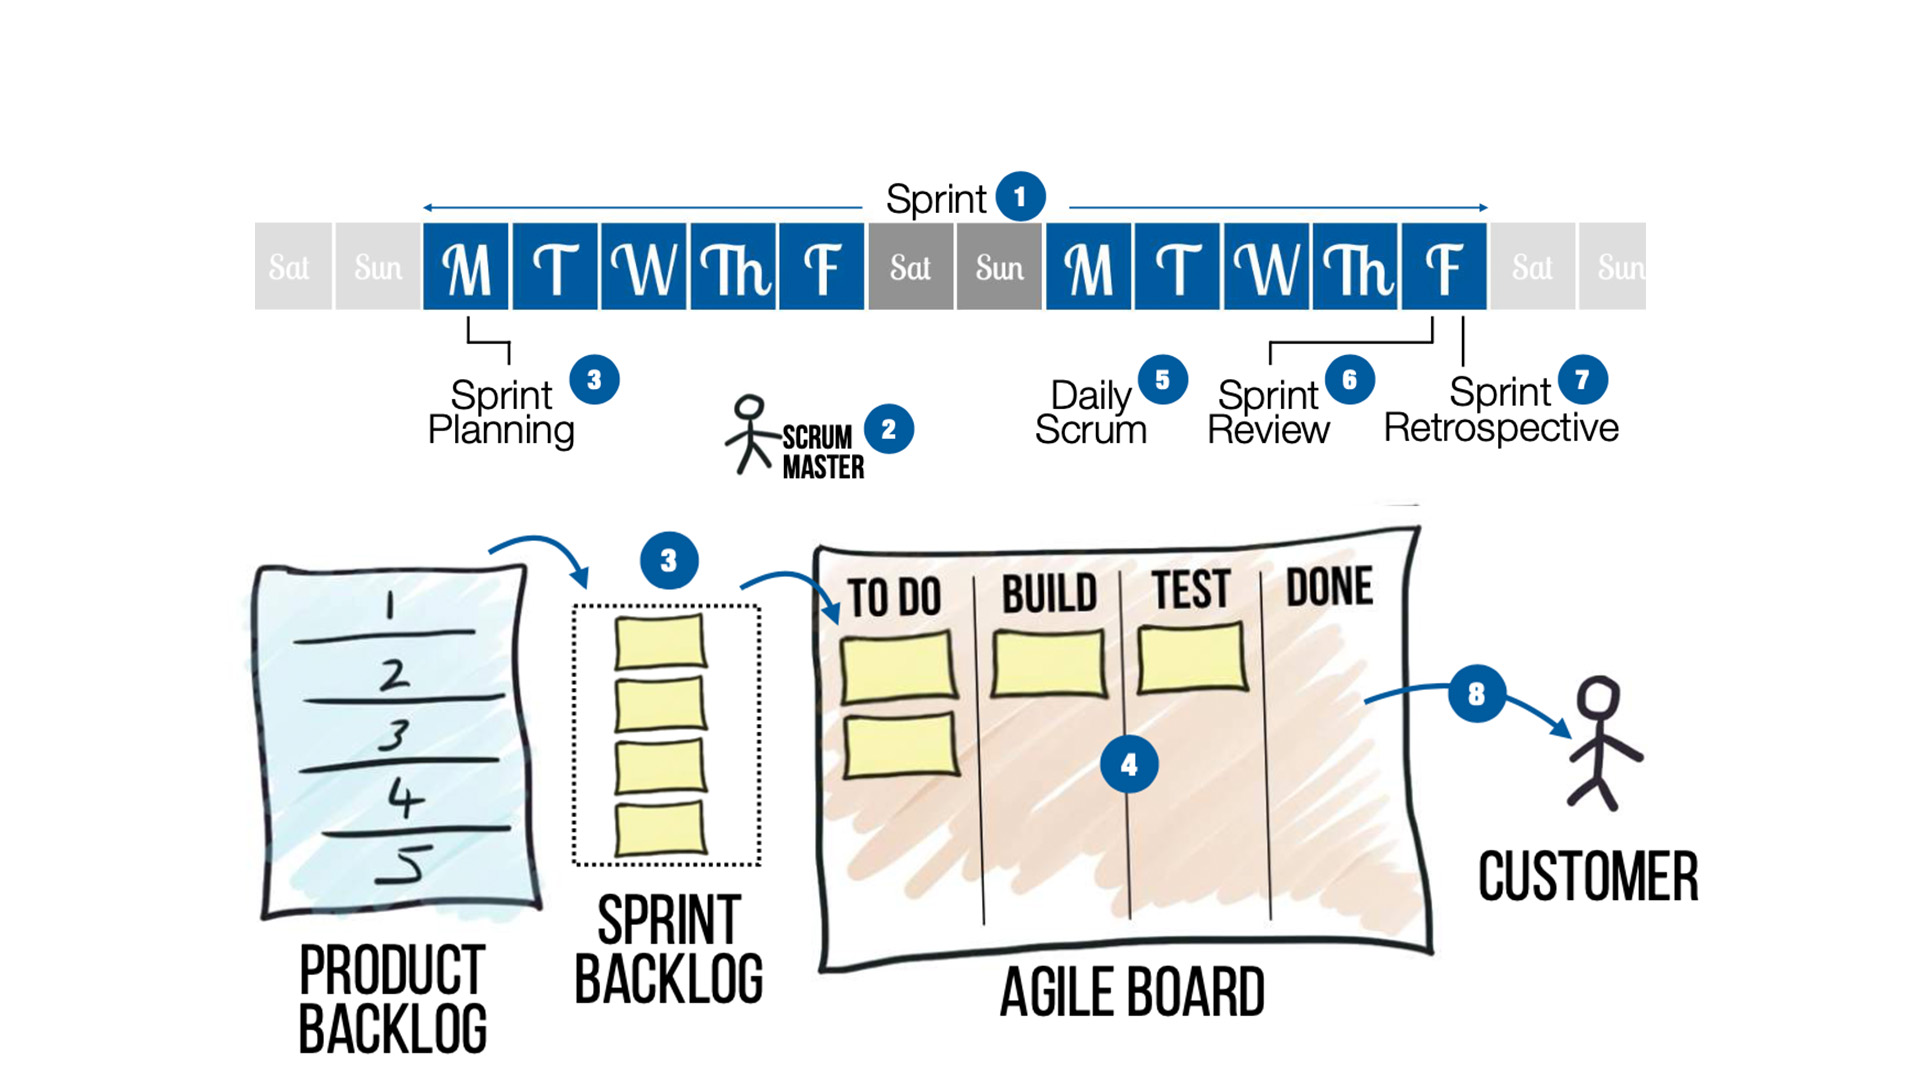 Sprint 1
Sat Sun M T W Th F Sat Sun M T W Th F Sat Sun
Sprint 3
Planning
SCRUM 2
MASTER
Daily 5
Scrum
Sprint 6
Review
Sprint 7
Retrospective
1
2
3
4
5
PRODUCT
BACKLOG
3
SPRINT
BACKLOG
TO DO BUILD TEST DONE
4
AGILE BOARD
8
CUSTOMER